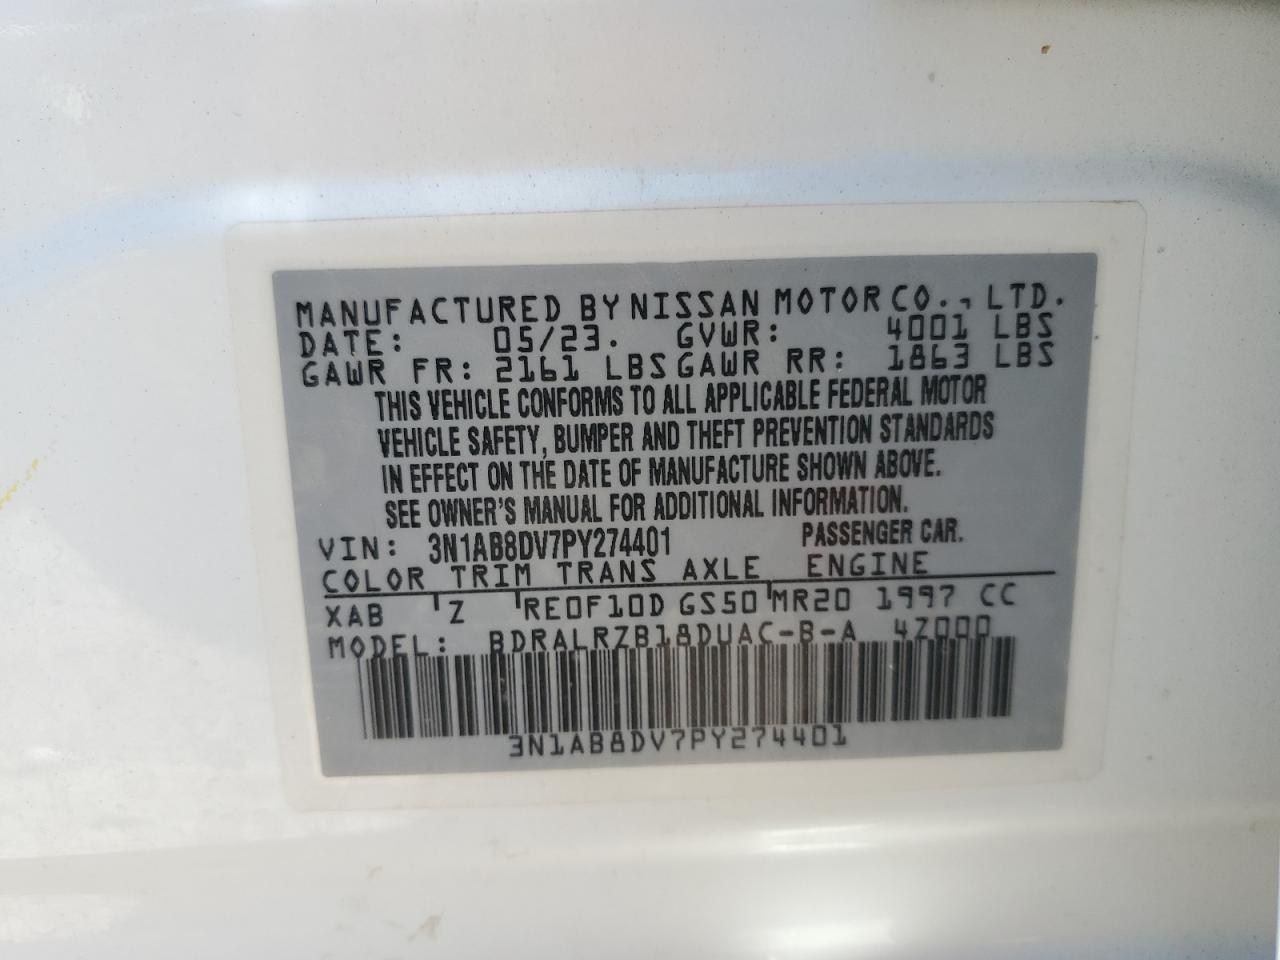 MANUFACTURED BY NISSAN MOTOR CO., LTD.
DATE: 05/23. GVWR: 4001 LBS
GAWR FR: 2161 LBS GAWR RR: 1863 LBS
THIS VEHICLE CONFORMS TO ALL APPLICABLE FEDERAL MOTOR
VEHICLE SAFETY, BUMPER AND THEFT PREVENTION STANDARDS
IN EFFECT ON THE DATE OF MANUFACTURE SHOWN ABOVE.
SEE OWNER'S MANUAL FOR ADDITIONAL INFORMATION.
VIN: 3N1AB8DV7PY274401 PASSENGER CAR.
COLOR TRIM TRANS AXLE ENGINE
XAB Z RE0F10D GS50 MR20 1997 CC
MODEL: BDRALRZB18DUAC-B-A 4Z000
3N1AB8DV7PY274401